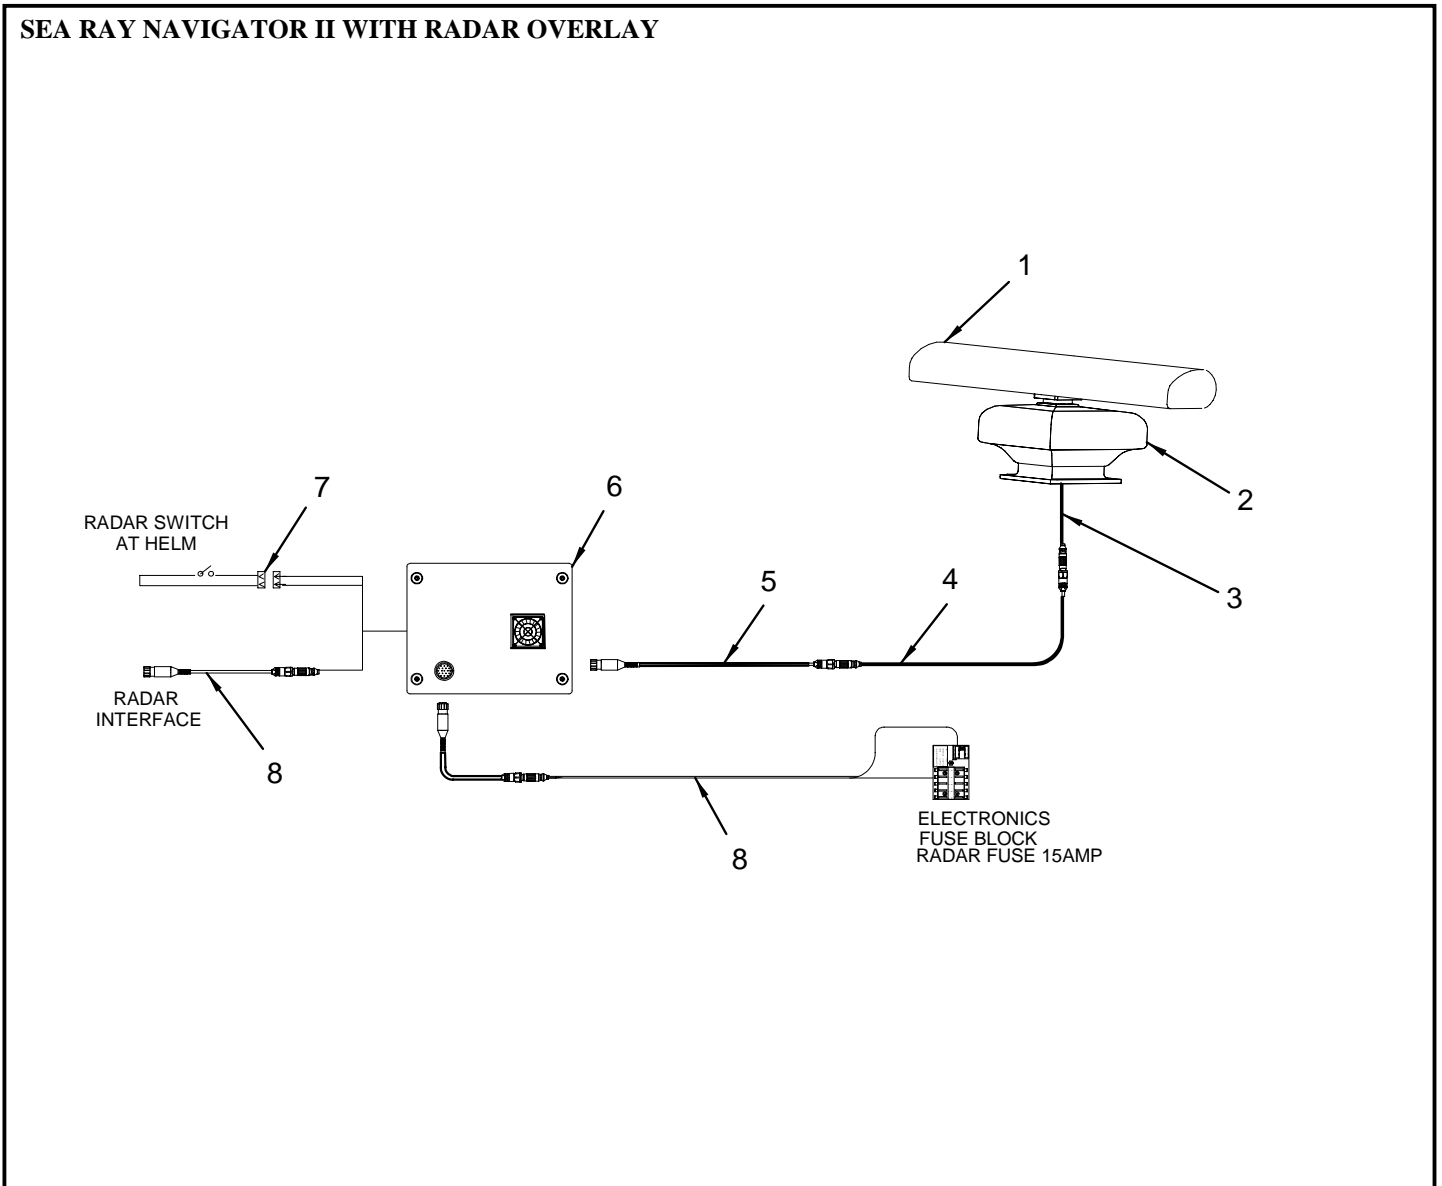 SEA RAY NAVIGATOR II WITH RADAR OVERLAY
1
2
3
4
5
6
7
RADAR SWITCH
AT HELM
RADAR
INTERFACE
8
8
ELECTRONICS
FUSE BLOCK
RADAR FUSE 15AMP